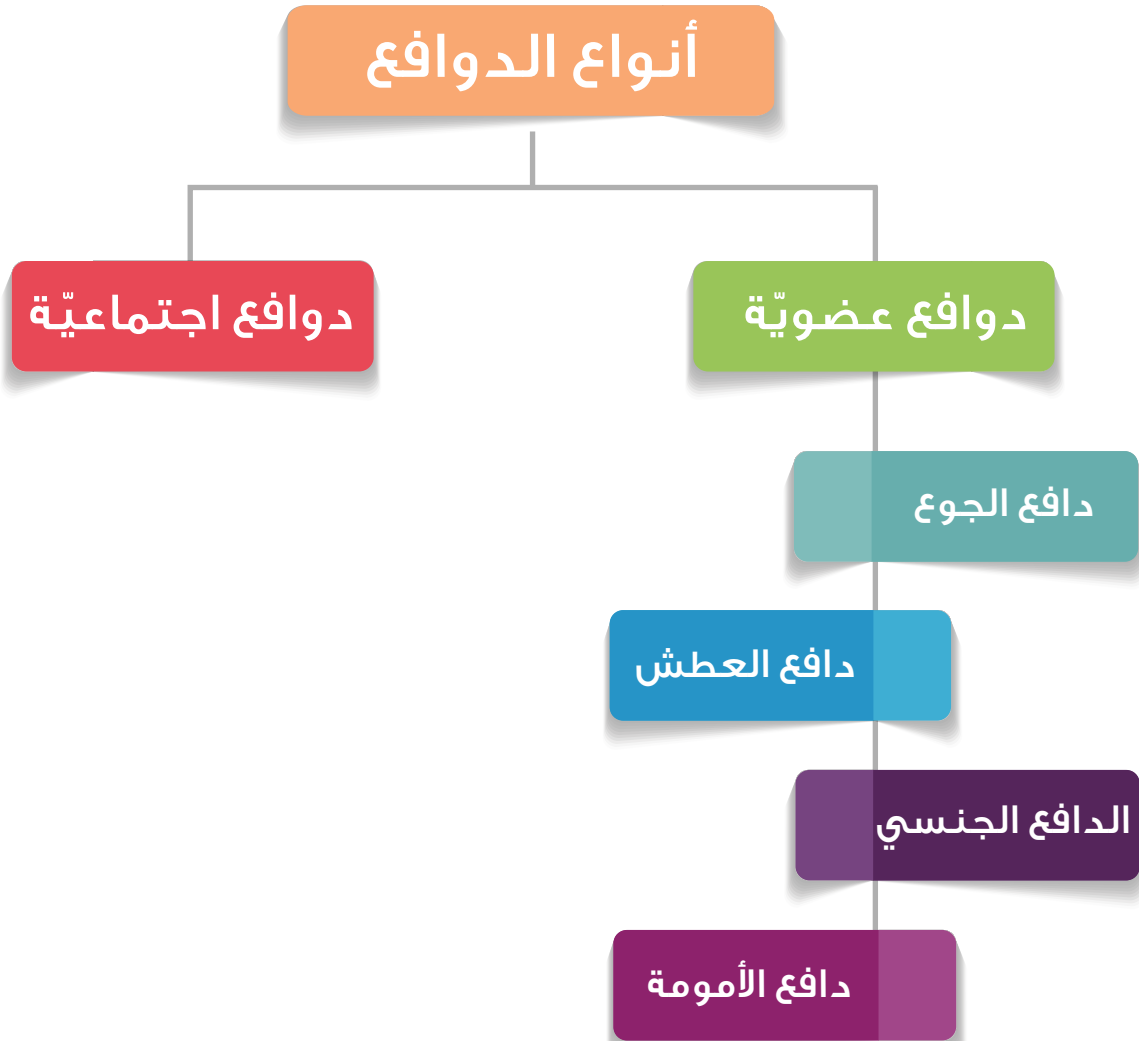 أنواع الدوافع
دوافع عضويّة
دوافع اجتماعيّة
دافع الجوع
دافع العطش
الدافع الجنسي
دافع الأمومة